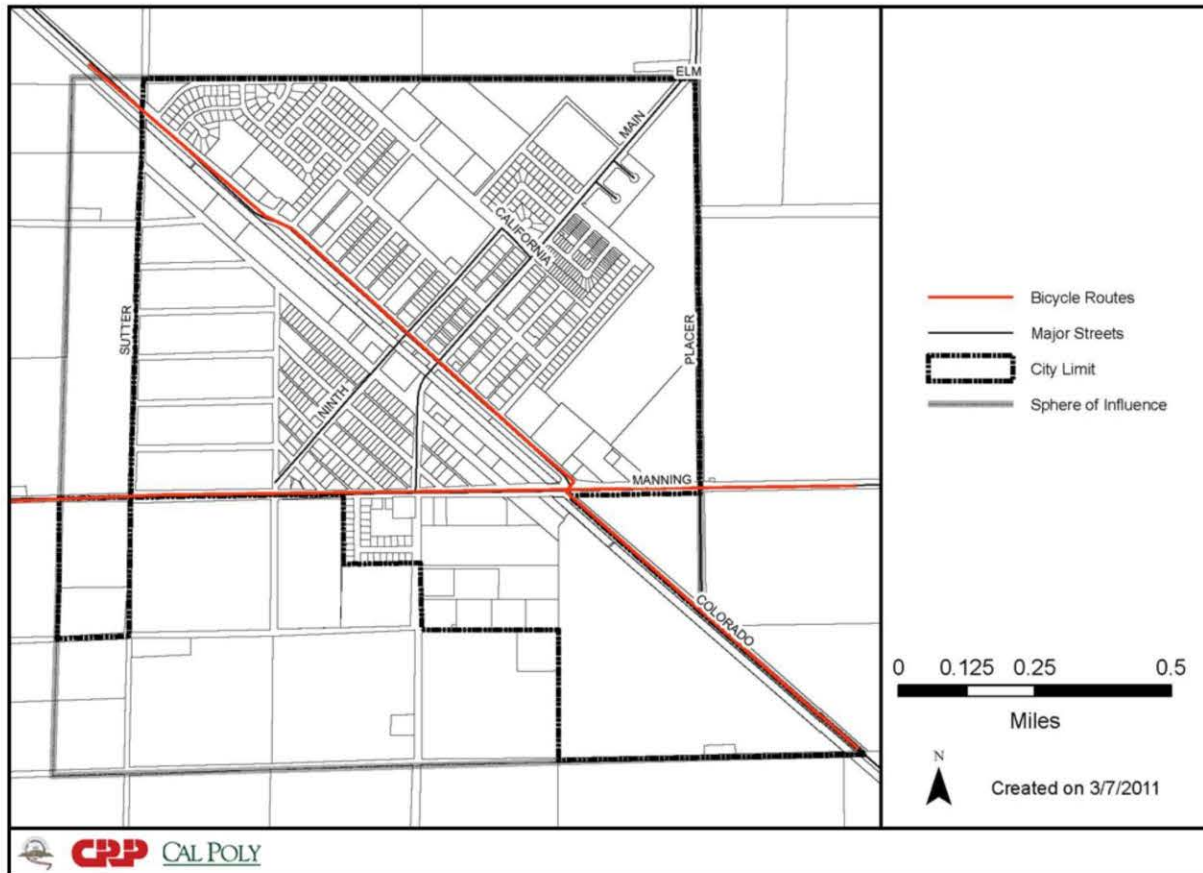 ELM
MAIN
CALIFORNIA
SUTTER
PLACER
NINTH
MANNING
COLORADO
Bicycle Routes
Major Streets
City Limit
Sphere of Influence
0 0.125 0.25 0.5
Miles
N
Created on 3/7/2011
CRP CAL POLY